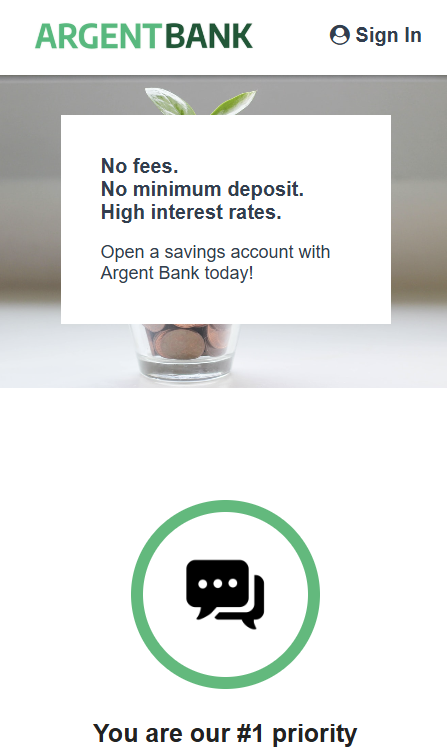 ARGENTBANK
Sign In
No fees.
No minimum deposit.
High interest rates.
Open a savings account with
Argent Bank today!
You are our #1 priority